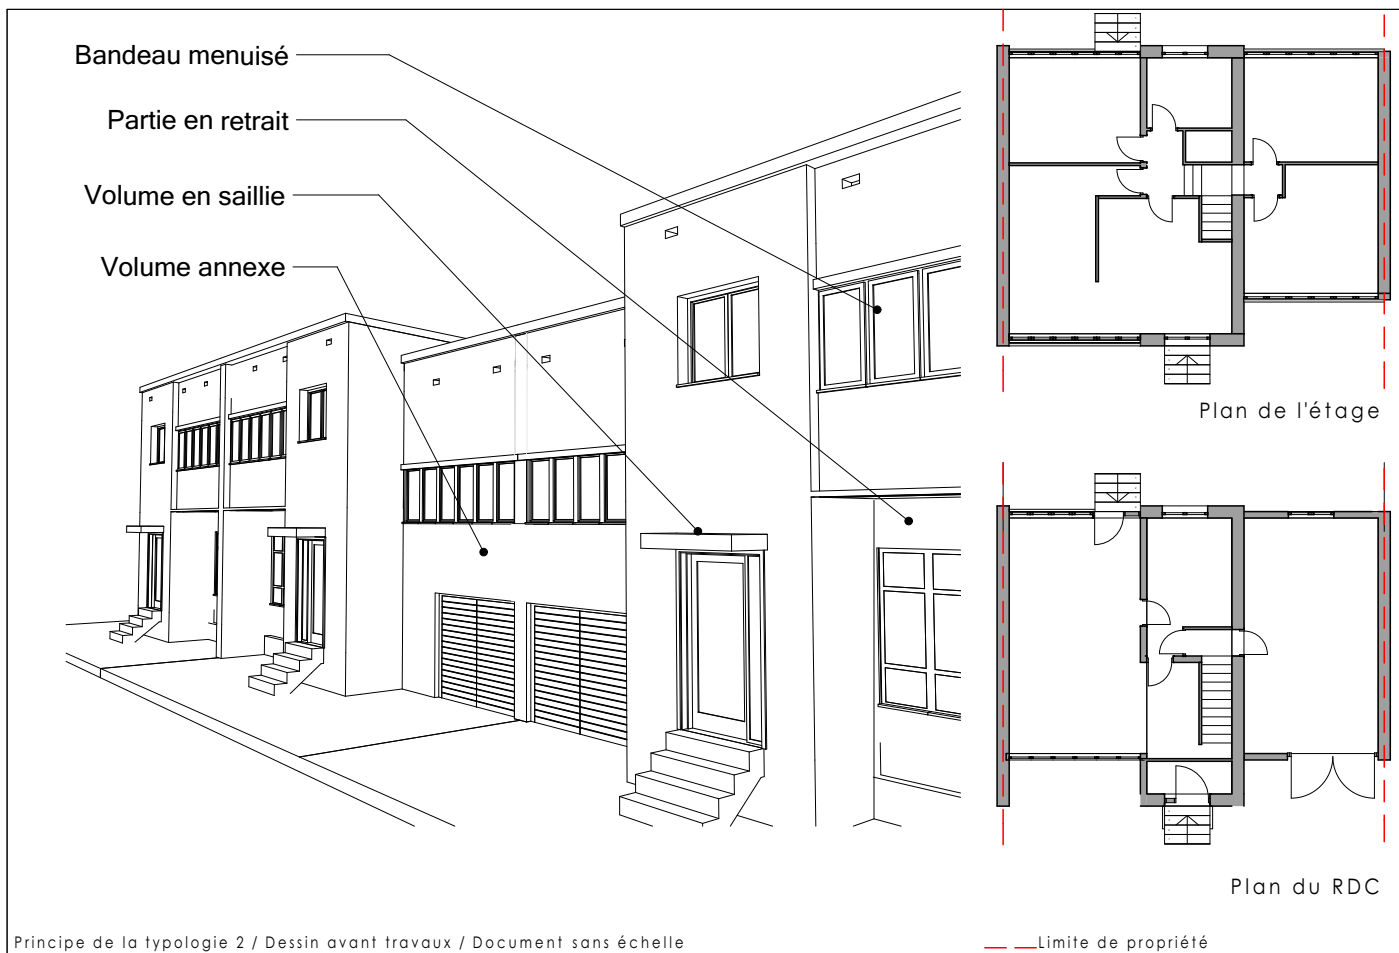 Bandeau menuisé
Partie en retrait
Volume en saillie
Volume annexe
Plan de l'étage
Plan du RDC
Principe de la typologie 2 / Dessin avant travaux / Document sans échelle
Limite de propriété